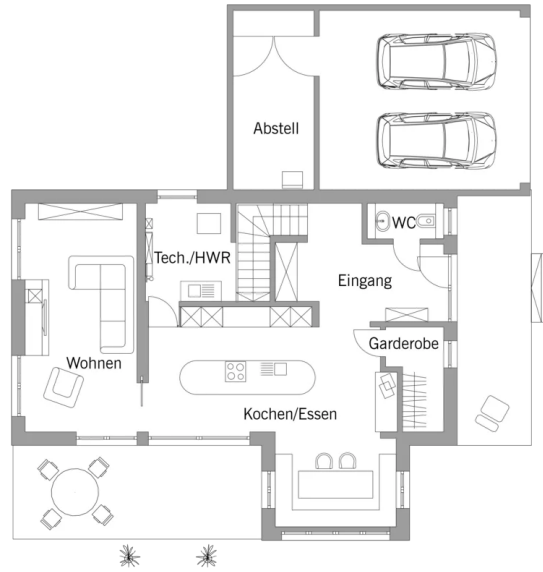 Abstell
WC
Tech./HWR
Eingang
Garderobe
Wohnen
Kochen/Essen